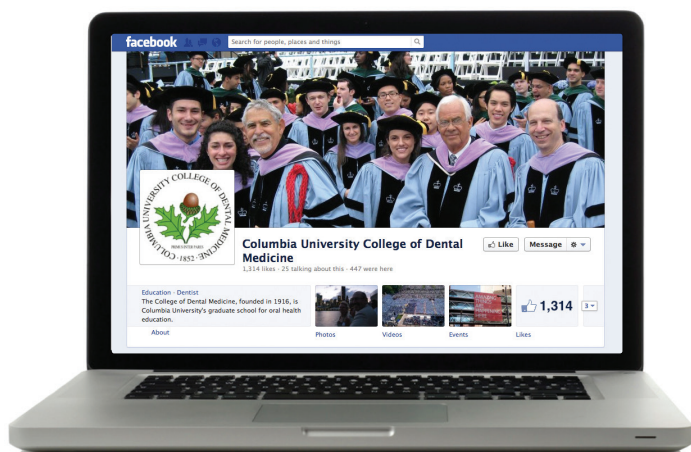 facebook
Search for people, places and things
COLUMBIA UNIVERSITY COLLEGE OF DENTAL MEDICINE
·1852·
Columbia University College of Dental
Medicine
1,314 likes · 25 talking about this · 447 were here
Like
Message
Education · Dentist
The College of Dental Medicine, founded in 1916, is
Columbia University's graduate school for oral health
education.
About
Photos
Videos
Events
1,314
Likes
3